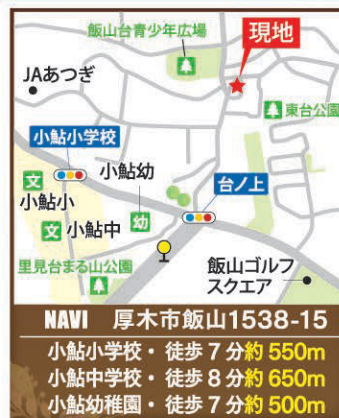 飯山台青少年広場
現地
JAあつぎ
東台公園
小鮎小学校
小鮎幼
台ノ上
文
小鮎小
文 小鮎中
幼
里見台まる山公園
飯山ゴルフ
スクエア
NAVI 厚木市飯山1538-15
小鮎小学校・徒歩7分約550m
小鮎中学校・徒歩8分約650m
小鮎幼稚園・徒歩7分約500m